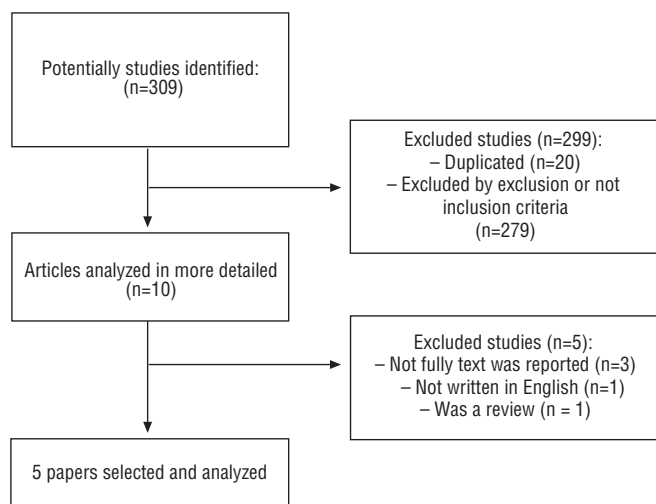 Potentially studies identified:
(n=309)
Excluded studies (n=299):
– Duplicated (n=20)
– Excluded by exclusion or not
inclusion criteria
(n=279)
Articles analyzed in more detailed
(n=10)
Excluded studies (n=5):
– Not fully text was reported (n=3)
– Not written in English (n=1)
– Was a review (n = 1)
5 papers selected and analyzed